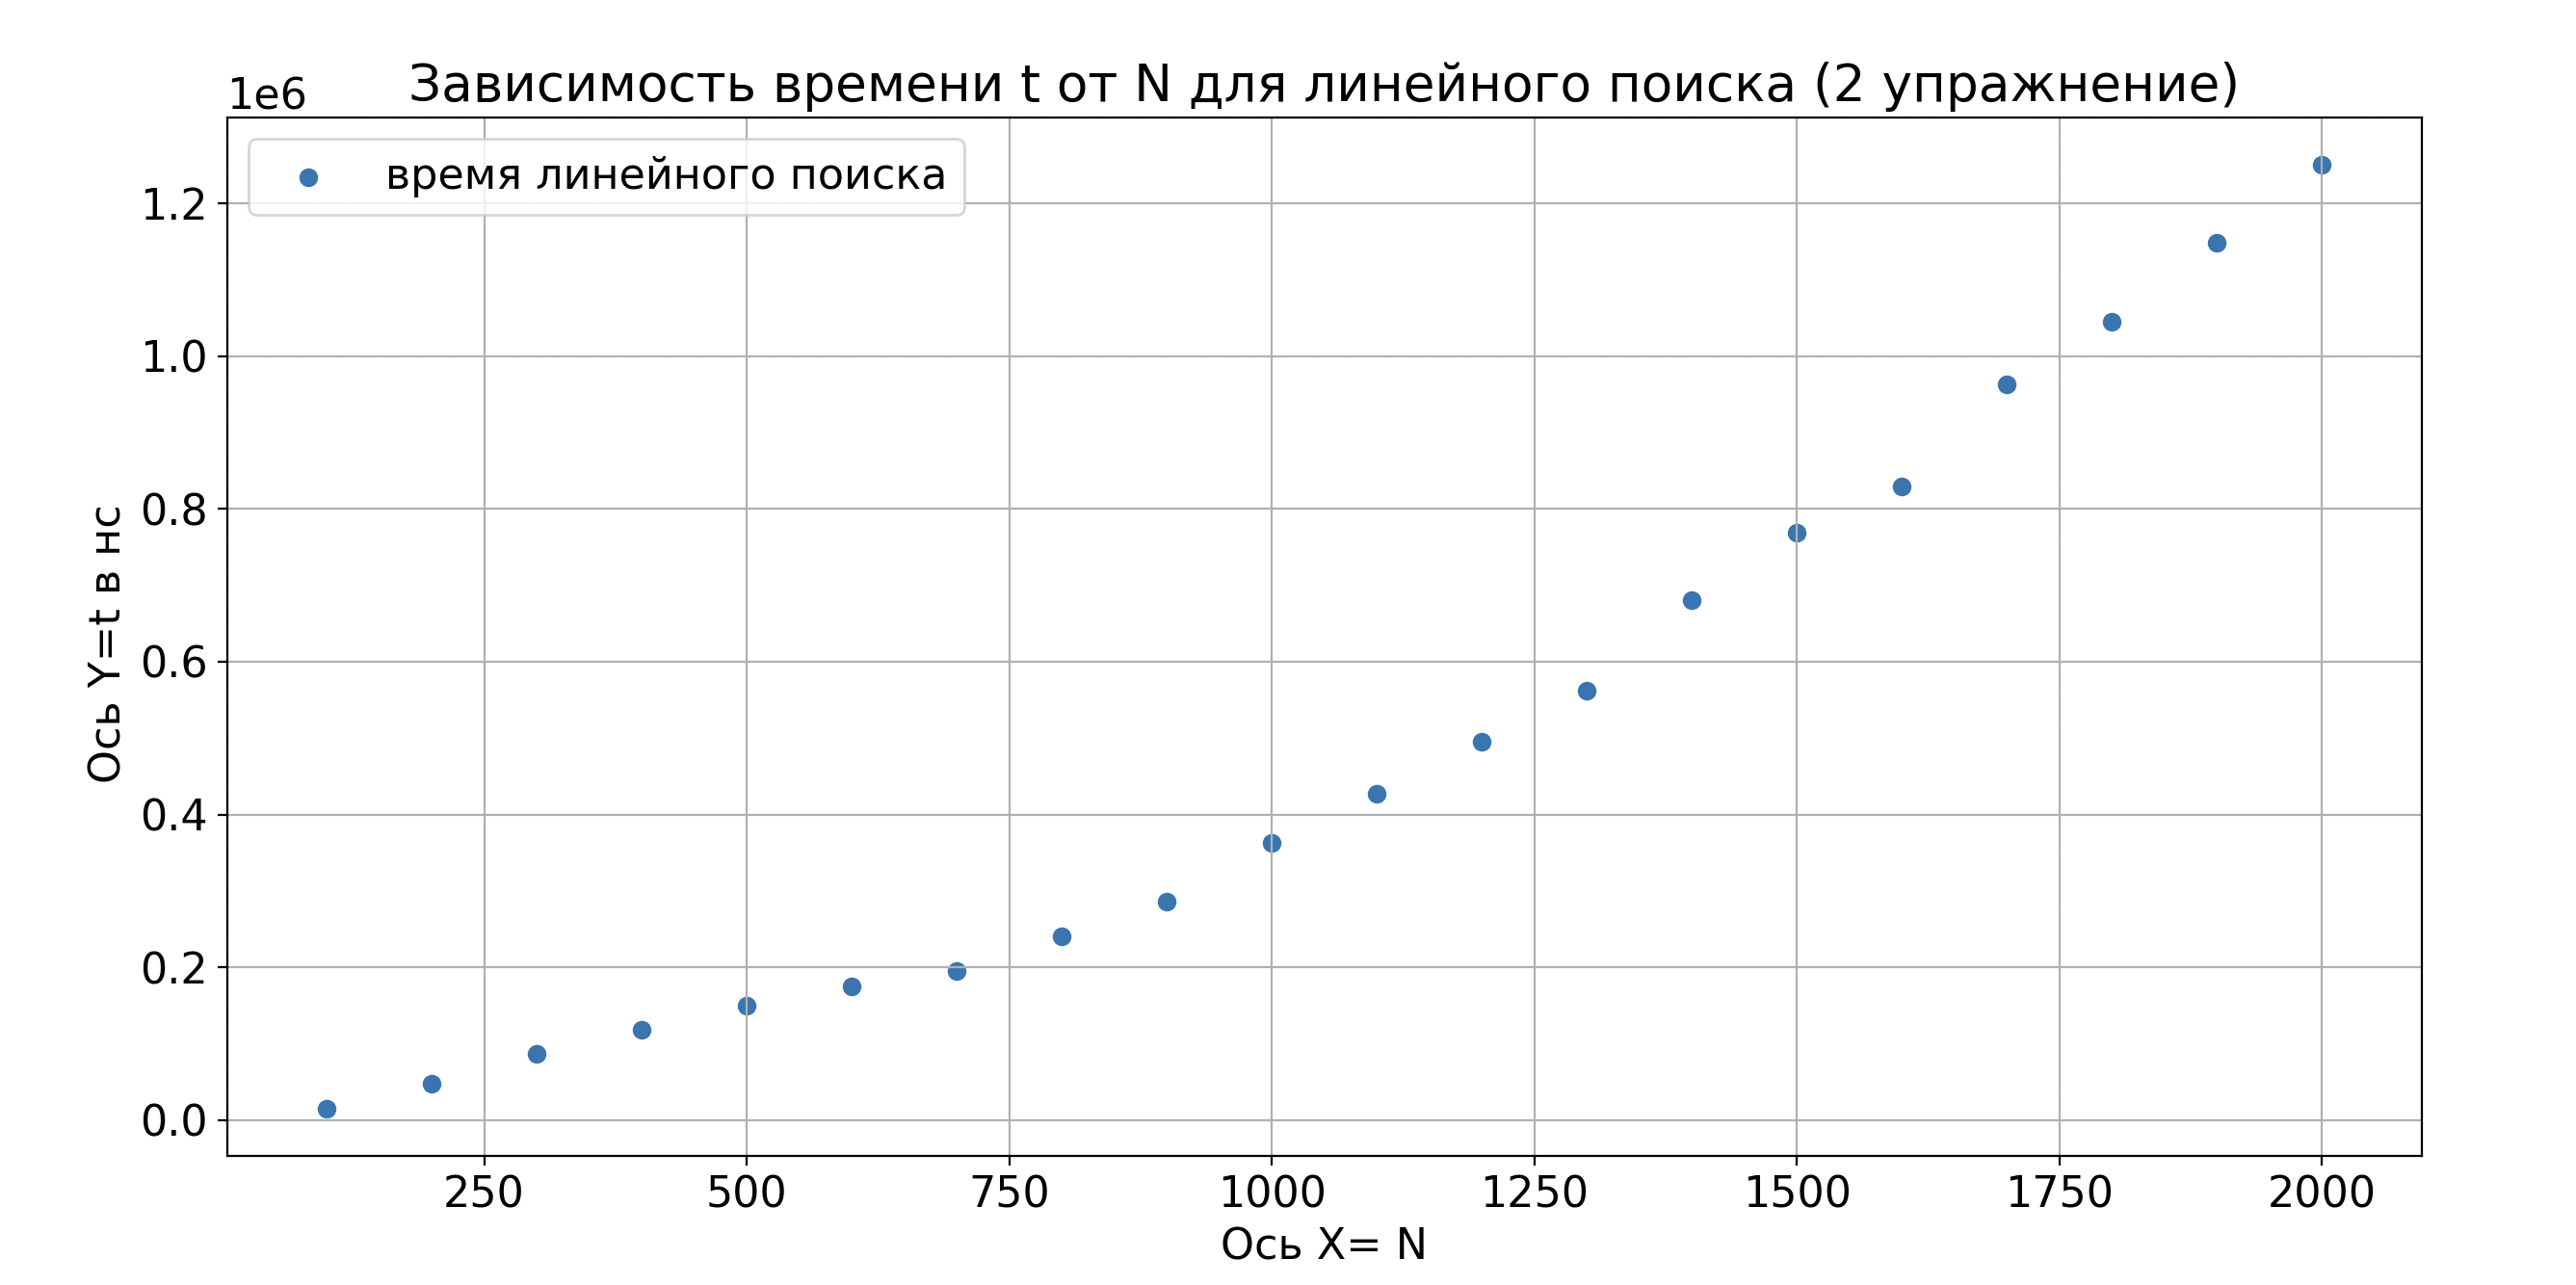 Зависимость времени t от N для линейного поиска (2 упражнение)
1e6
время линейного поиска
1.2
1.0
0.8
0.6
0.4
0.2
0.0
Ось Y=t в нс
250 500 750 1000 1250 1500 1750 2000
Ось X= N